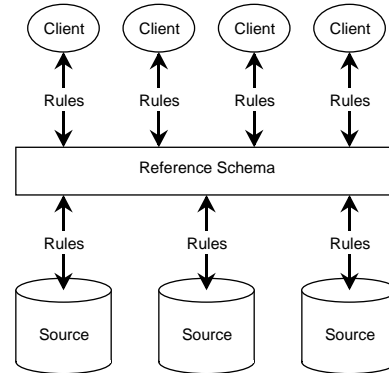 Client Client Client Client
Rules Rules Rules Rules
Reference Schema
Rules Rules Rules
Source Source Source